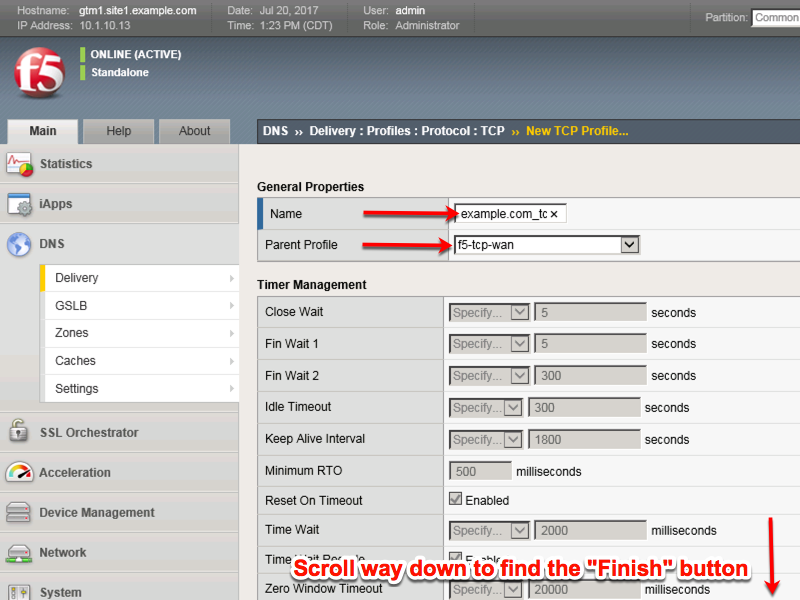 Hostname: gtm1.site1.example.com Date: Jul 20, 2017 User: admin
IP Address: 10.1.10.13 Time: 1:23 PM (CDT) Role: Administrator
Partition: Common
f5
ONLINE (ACTIVE)
Standalone
Main Help About
DNS ›› Delivery : Profiles : Protocol : TCP ›› New TCP Profile...
Statistics
iApps
DNS
Delivery
GSLB
Zones
Caches
Settings
SSL Orchestrator
Acceleration
Device Management
Network
System
General Properties
Name example.com_tc ×
Parent Profile f5-tcp-wan
Timer Management
Close Wait Specify... 5 seconds
Fin Wait 1 Specify... 5 seconds
Fin Wait 2 Specify... 300 seconds
Idle Timeout Specify... 300 seconds
Keep Alive Interval Specify... 1800 seconds
Minimum RTO 500 milliseconds
Reset On Timeout Enabled
Time Wait Specify... 2000 milliseconds
Time Wait
Scroll way down to find the "Finish" button
Zero Window Timeout Specify... 20000 milliseconds